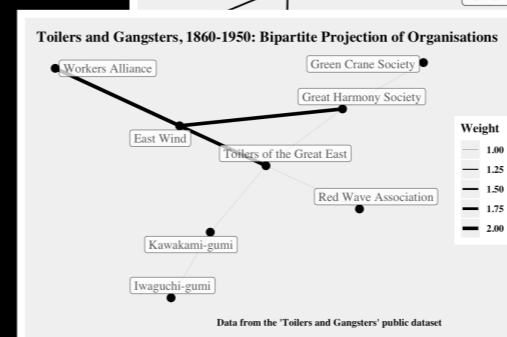 Toilers and Gangsters, 1860-1950: Bipartite Projection of Organisations
Workers Alliance
Green Crane Society
Great Harmony Society
East Wind
Toilers of the Great East
Red Wave Association
Kawakami-gumi
Iwaguchi-gumi
Weight
1.00
1.25
1.50
1.75
2.00
Data from the 'Toilers and Gangsters' public dataset